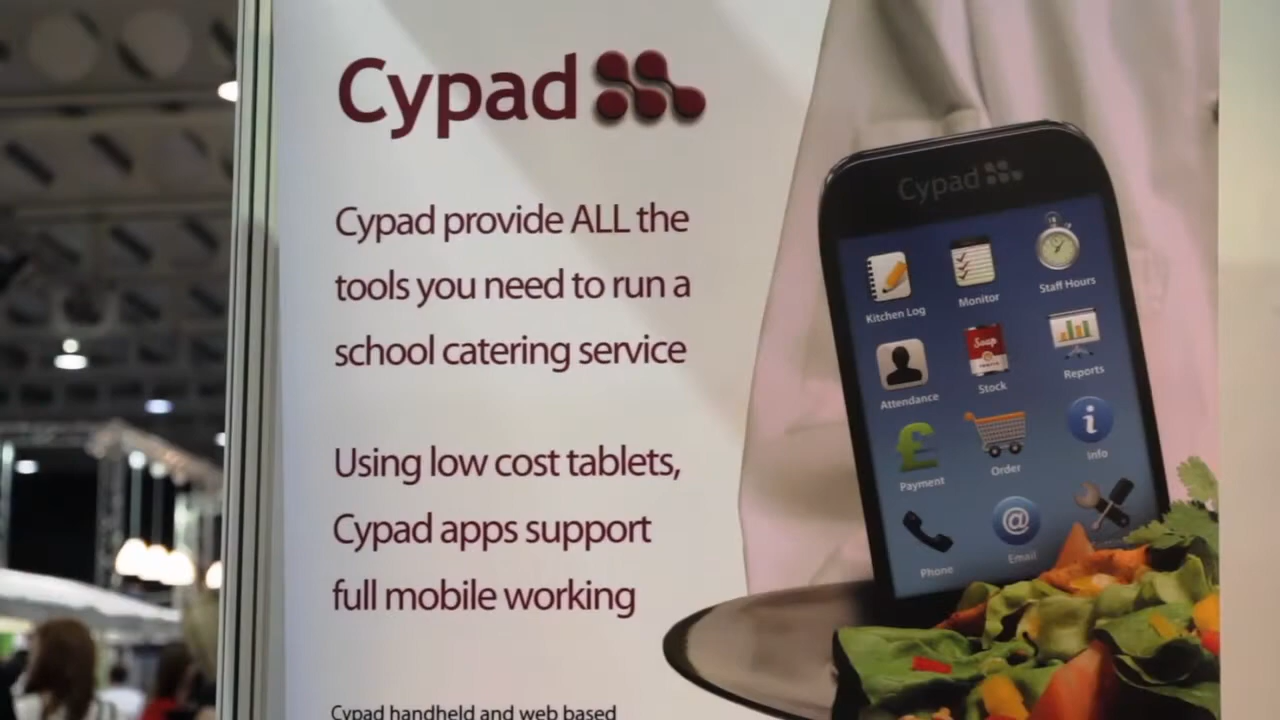 Cypad
Cypad provide ALL the
tools you need to run a
school catering service
Using low cost tablets,
Cypad apps support
full mobile working
Cypad handheld and web based
Cypad
Kitchen Log
Monitor
Staff Hours
Attendance
Soap
Stock
Reports
£
Payment
Order
i
Info
Phone
@
Email